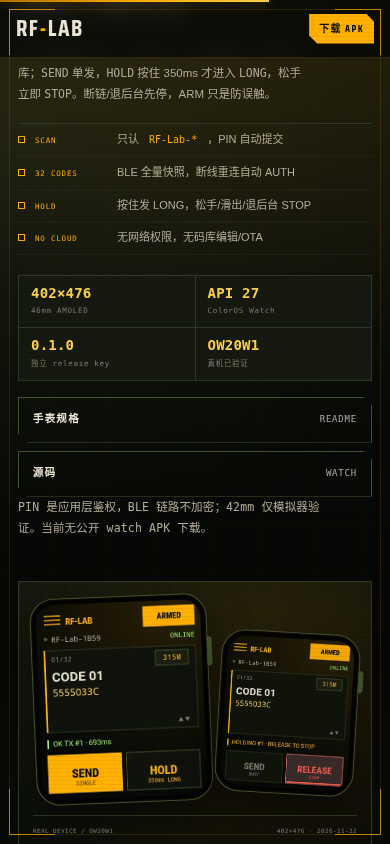 RF-LAB
下载 APK
库；SEND 单发，HOLD 按住 350ms 才进入 LONG，松手
立即 STOP。断链/退后台先停，ARM 只是防误触。
SCAN 只认 RF-Lab-* ，PIN 自动提交
32 CODES BLE 全量快照，断线重连自动 AUTH
HOLD 按住发 LONG，松手/滑出/退后台 STOP
NO CLOUD 无网络权限，无码库编辑/OTA
402×476 API 27
46mm AMOLED ColorOS Watch
0.1.0 OW20W1
独立 release key 真机已验证
手表规格 README
源码 WATCH
PIN 是应用层鉴权，BLE 链路不加密；42mm 仅模拟器验
证。当前无公开 watch APK 下载。
RF-LAB ARMED
RF-Lab-1B59 ONLINE
01/32 315M
CODE 01
5555033C
OK TX #1 · 693ms
SEND HOLD
SINGLE 350ms LONG
RF-LAB ARMED
RF-Lab-1B59 ONLINE
01/32 315M
CODE 01
5555033C
HOLDING #1 · RELEASE TO STOP
SEND RELEASE
BUSY TO STOP
REAL DEVICE / OW20W1 402×476 · 2026-11-22